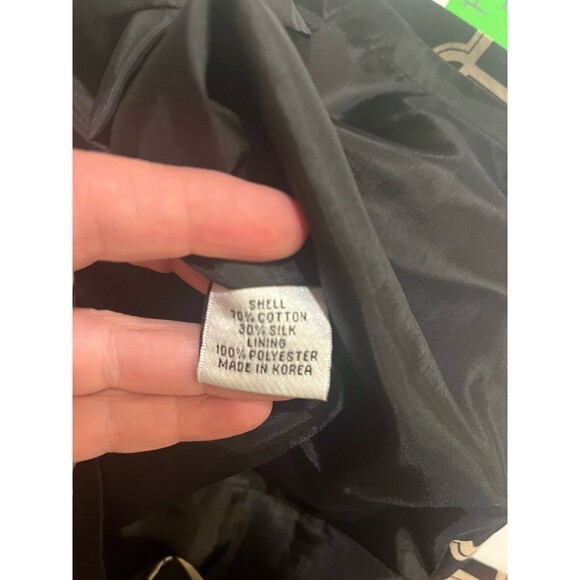 SHELL
70% COTTON
30% SILK
LINING
100% POLYESTER
MADE IN KOREA